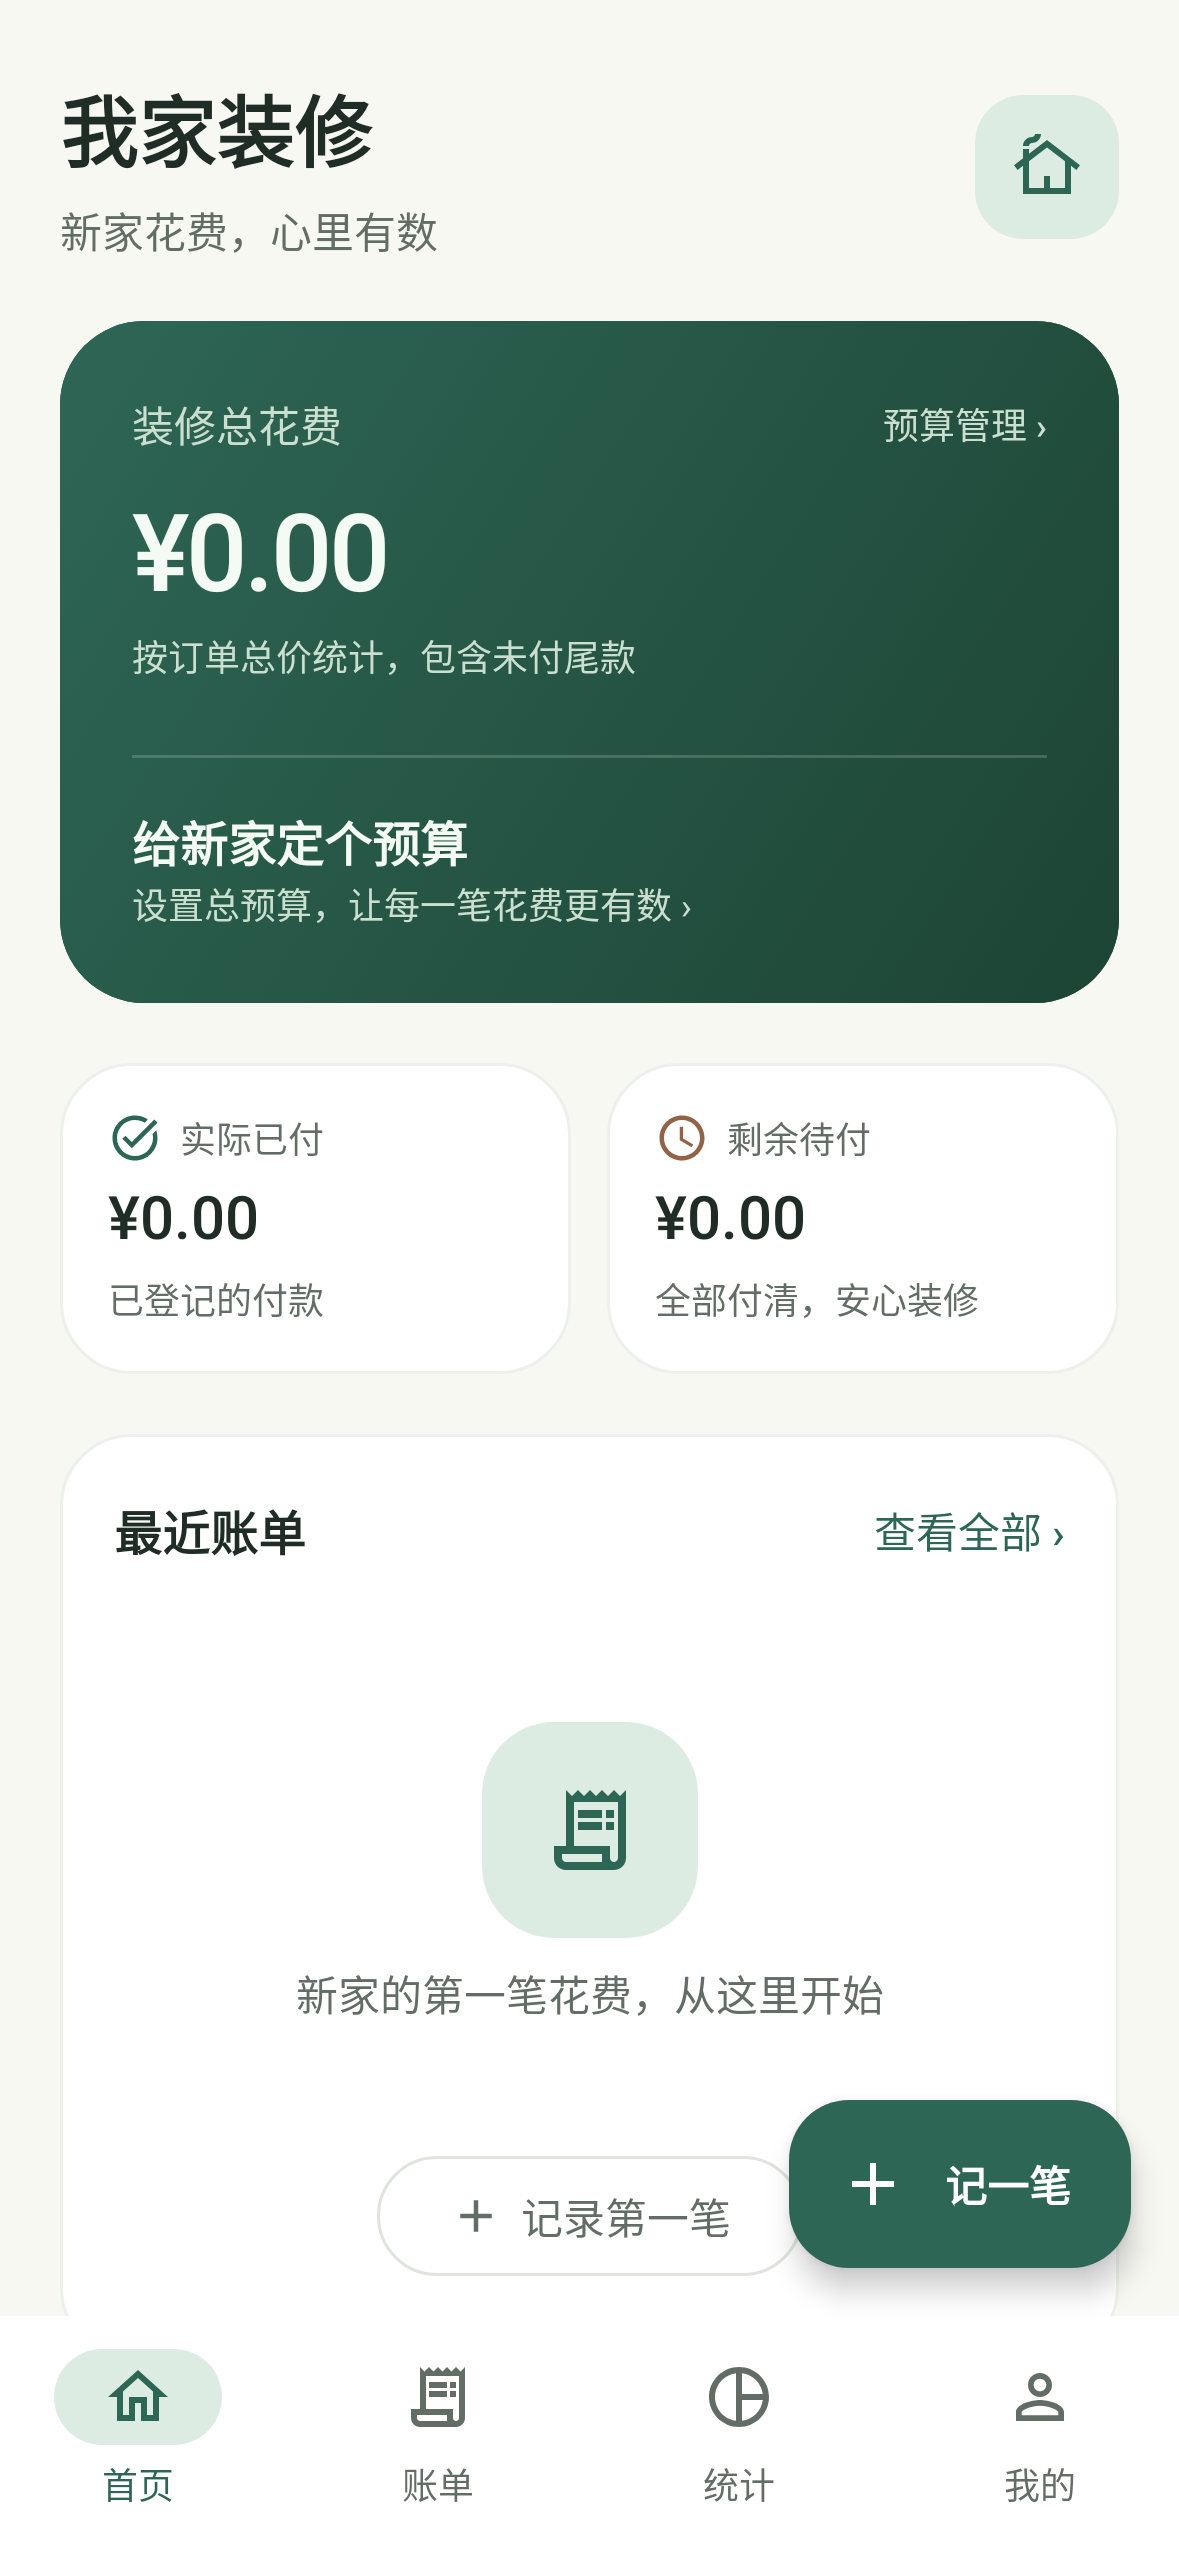 我家装修
新家花费，心里有数
装修总花费
预算管理 ›
¥0.00
按订单总价统计，包含未付尾款
给新家定个预算
设置总预算，让每一笔花费更有数 ›
实际已付
¥0.00
已登记的付款
剩余待付
¥0.00
全部付清，安心装修
最近账单
查看全部 ›
新家的第一笔花费，从这里开始
+ 记录第一笔
+ 记一笔
首页
账单
统计
我的